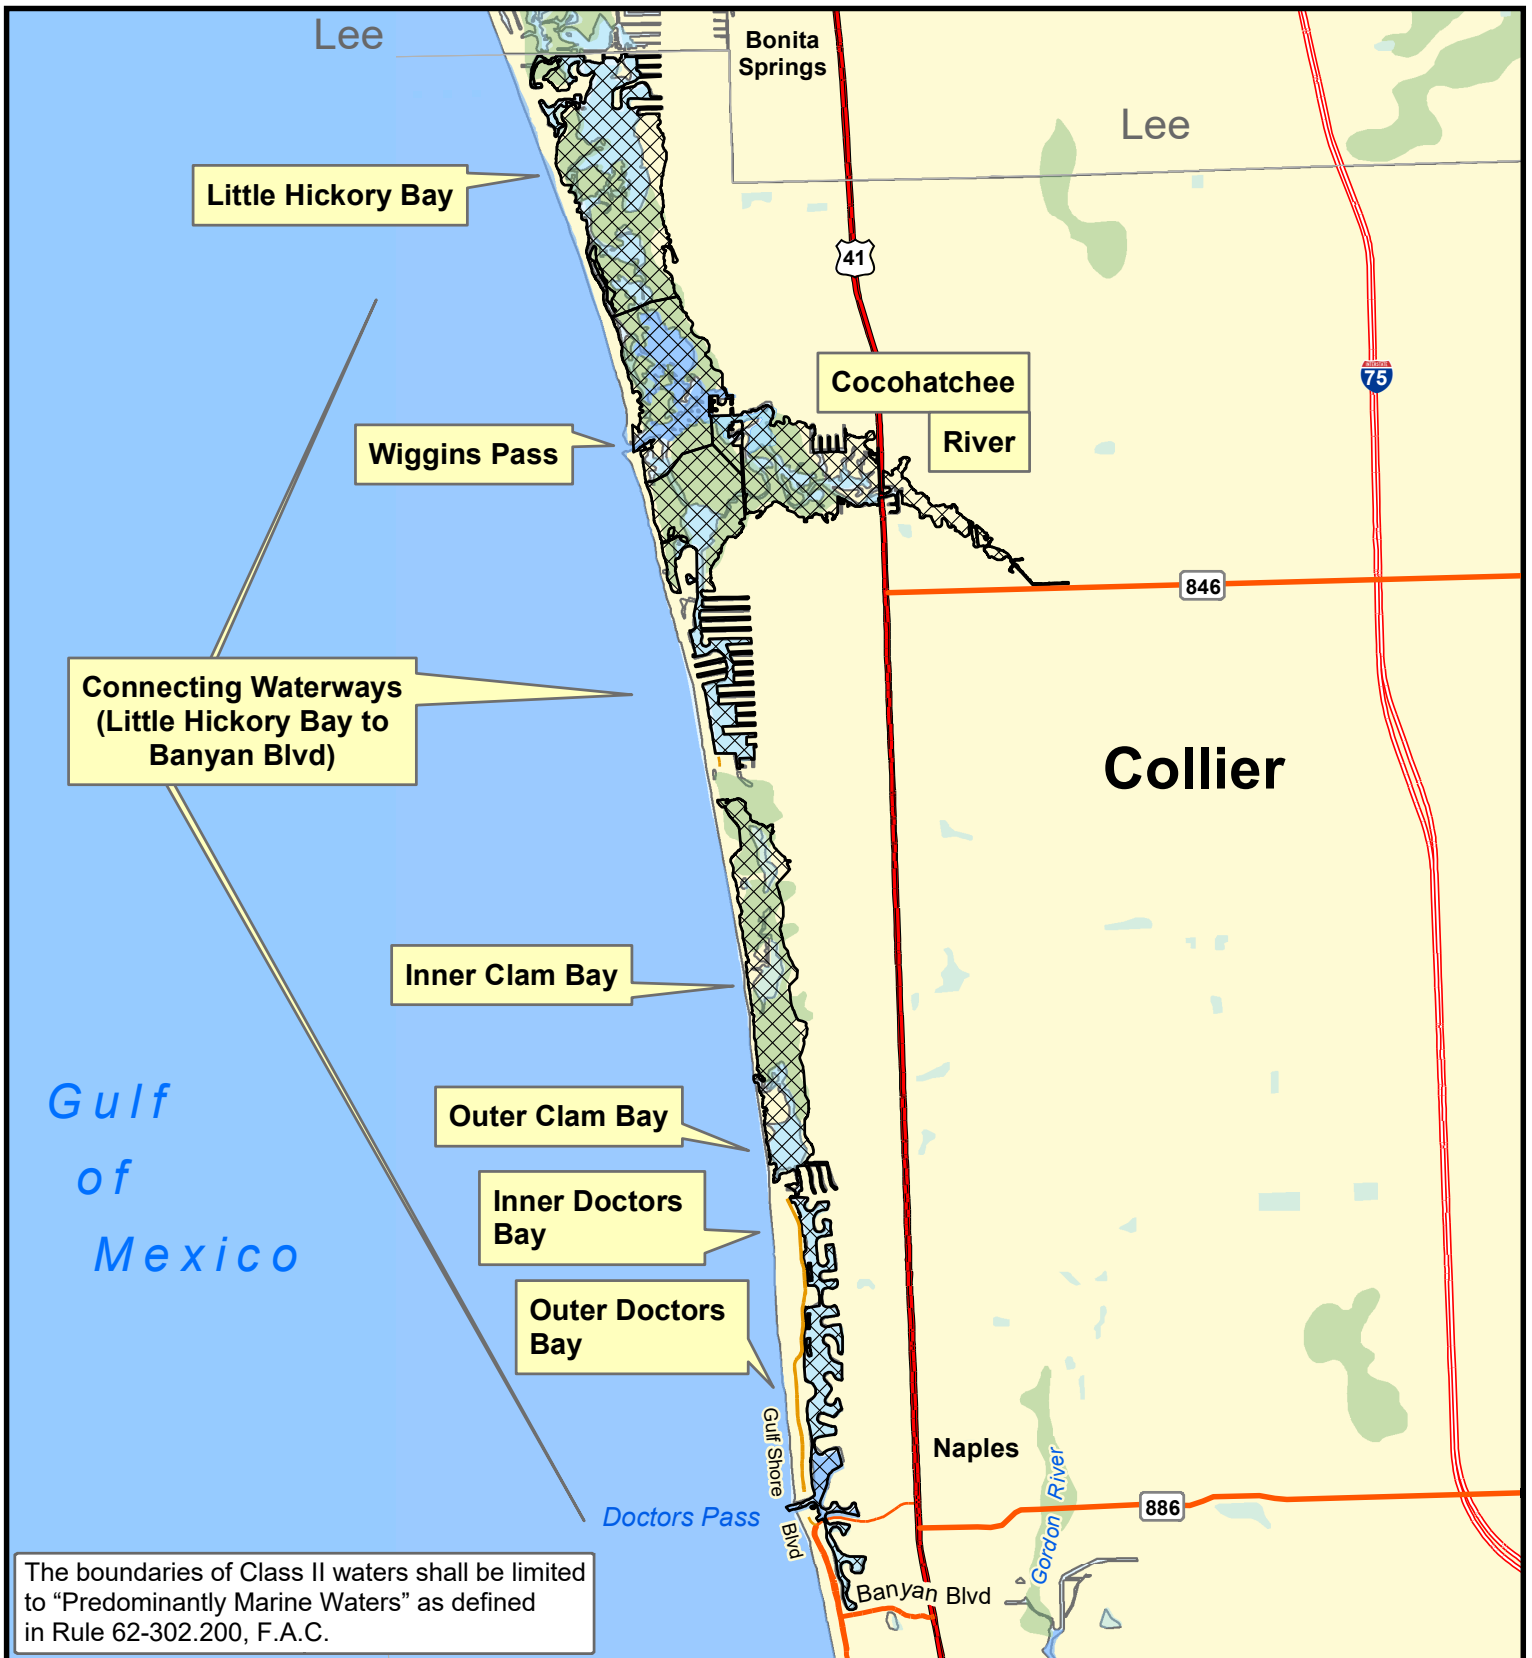 Lee
Bonita
Springs
Lee
Little Hickory Bay
41
Cocohatchee
River
75
Wiggins Pass
846
Connecting Waterways
(Little Hickory Bay to
Banyan Blvd)
Collier
Inner Clam Bay
Gulf
of
Mexico
Outer Clam Bay
Inner Doctors
Bay
Outer Doctors
Bay
Gulf Shore
Blvd
Naples
Gordon River
Doctors Pass
886
Banyan Blvd
The boundaries of Class II waters shall be limited
to “Predominantly Marine Waters” as defined
in Rule 62-302.200, F.A.C.